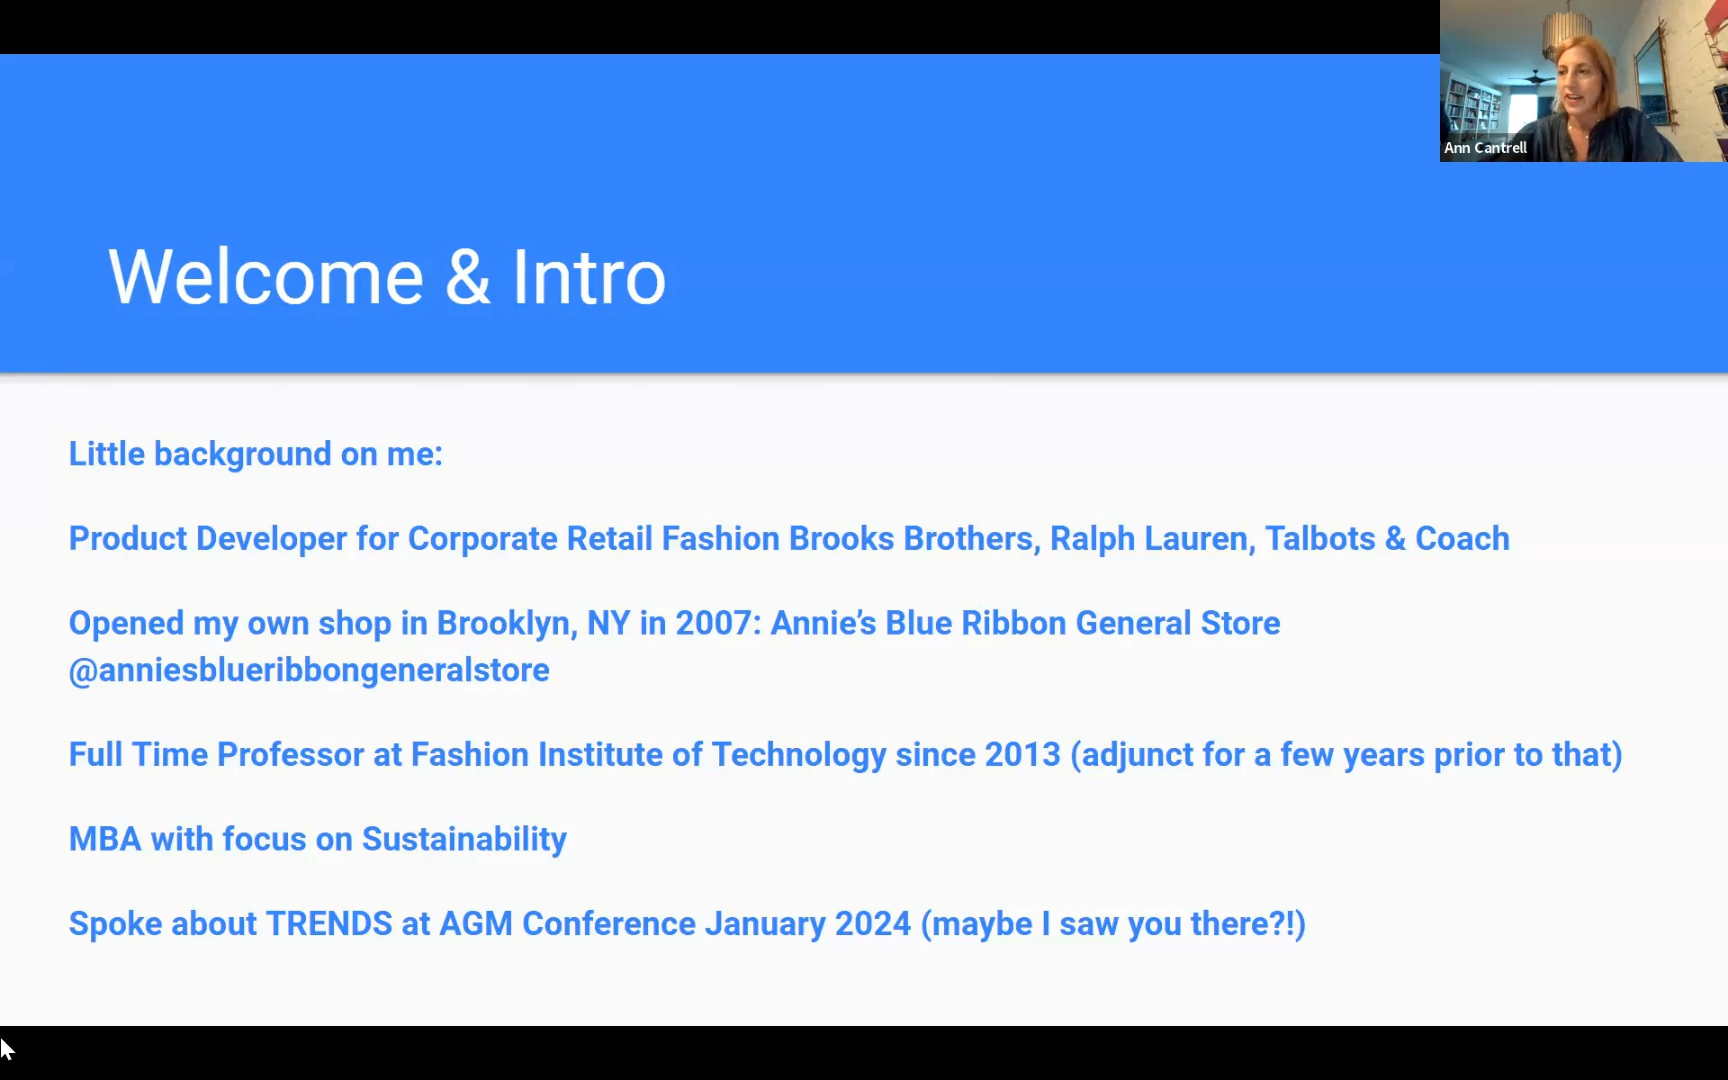 Ann Cantrell
Welcome & Intro
Little background on me:
Product Developer for Corporate Retail Fashion Brooks Brothers, Ralph Lauren, Talbots & Coach
Opened my own shop in Brooklyn, NY in 2007: Annie’s Blue Ribbon General Store
@anniesblueribbongeneralstore
Full Time Professor at Fashion Institute of Technology since 2013 (adjunct for a few years prior to that)
MBA with focus on Sustainability
Spoke about TRENDS at AGM Conference January 2024 (maybe I saw you there?!)